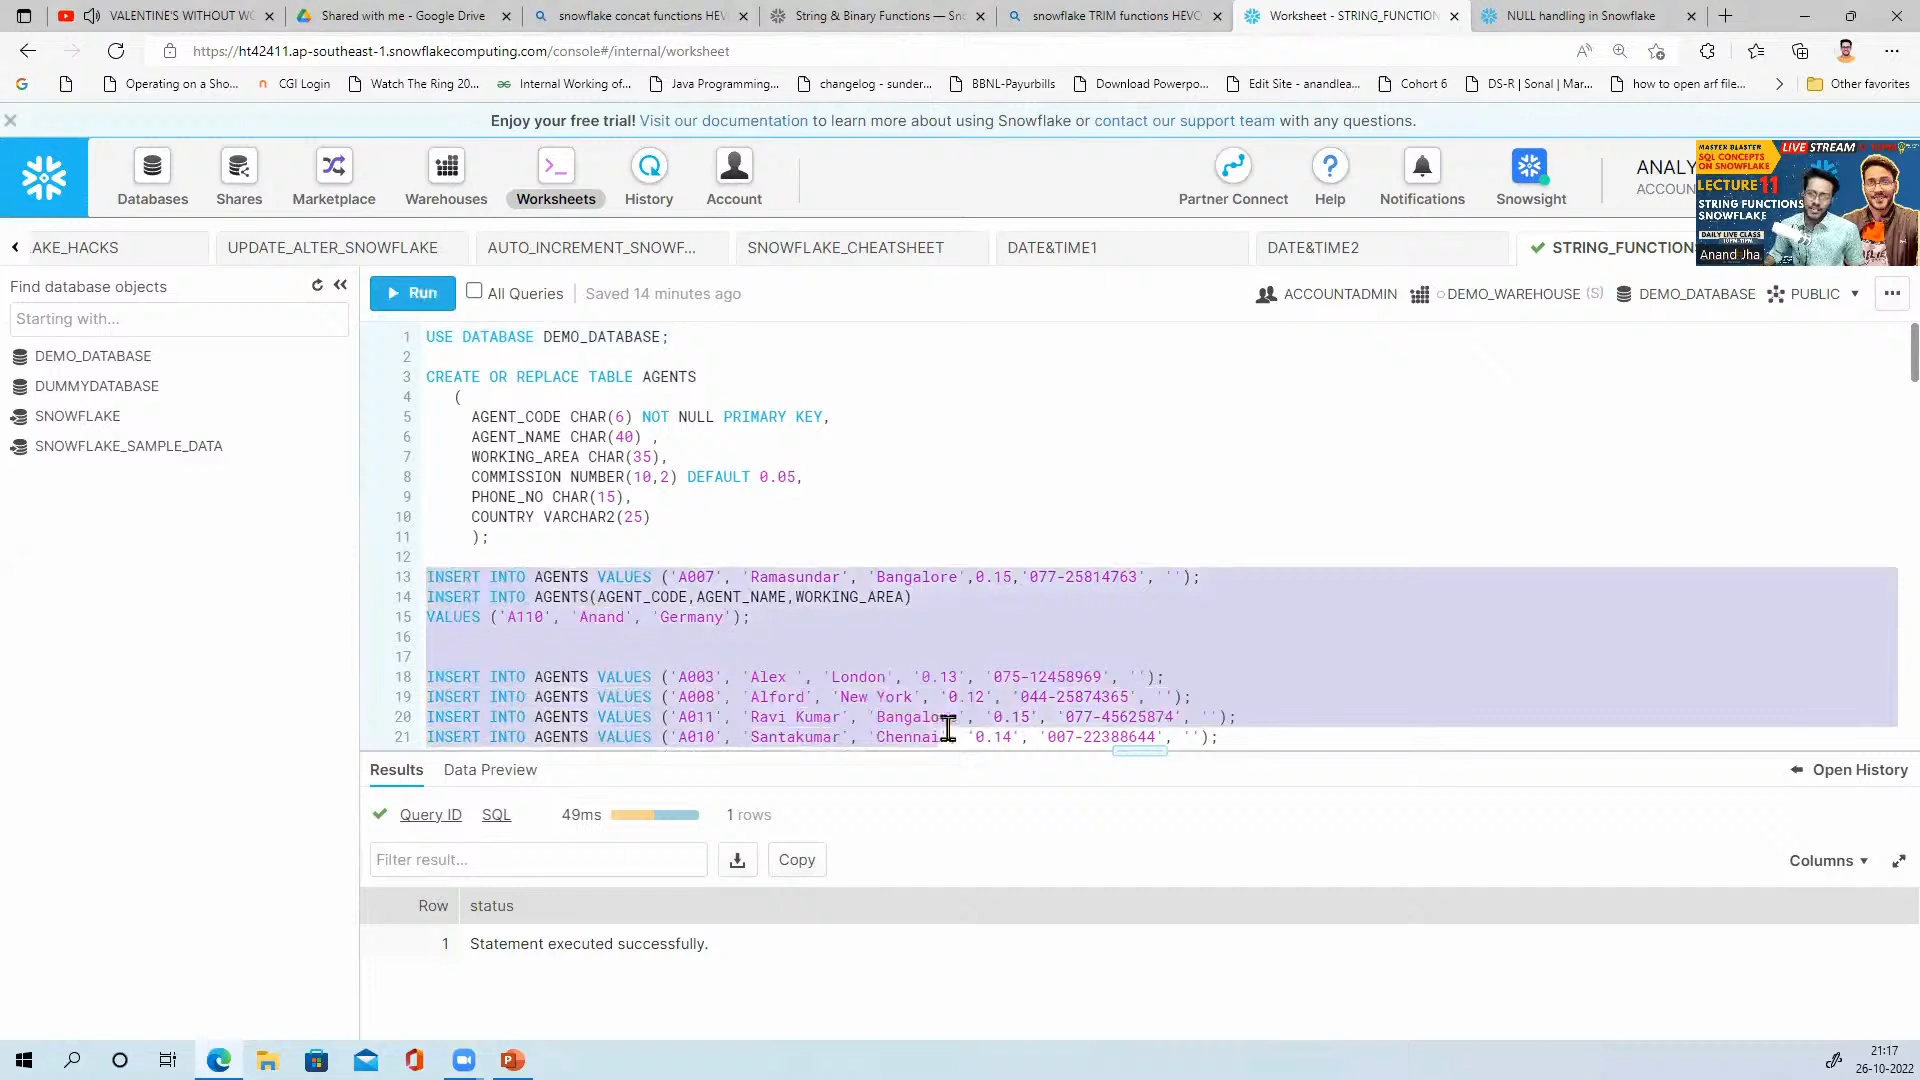 VALENTINE'S WITHOUT WO
Shared with me - Google Drive
snowflake concat functions HEV
String & Binary Functions — Sno
snowflake TRIM functions HEVO
Worksheet - STRING_FUNCTION
NULL handling in Snowflake
https://ht42411.ap-southeast-1.snowflakecomputing.com/console#/internal/worksheet
Operating on a Sho...
CGI Login
Watch The Ring 20...
Internal Working of...
Java Programming...
changelog - sunder...
BBNL-Payurbills
Download Powerpo...
Edit Site - anandlea...
Cohort 6
DS-R | Sonal | Mar...
how to open arf file...
Other favorites
Enjoy your free trial! Visit our documentation to learn more about using Snowflake or contact our support team with any questions.
Databases
Shares
Marketplace
Warehouses
Worksheets
History
Account
Partner Connect
Help
Notifications
Snowsight
ANALY
ACCOUN
MASTER BLASTER
SQL CONCEPTS
ON SNOWFLAKE
LIVE STREAM
LECTURE 11
STRING FUNCTIONS
SNOWFLAKE
DAILY LIVE CLASS
10PM-11PM
Anand Jha
AKE_HACKS
UPDATE_ALTER_SNOWFLAKE
AUTO_INCREMENT_SNOWF...
SNOWFLAKE_CHEATSHEET
DATE&TIME1
DATE&TIME2
STRING_FUNCTION
Find database objects
Starting with...
DEMO_DATABASE
DUMMYDATABASE
SNOWFLAKE
SNOWFLAKE_SAMPLE_DATA
Run
All Queries
Saved 14 minutes ago
ACCOUNTADMIN
DEMO_WAREHOUSE (S)
DEMO_DATABASE
PUBLIC
1 USE DATABASE DEMO_DATABASE;
2
3 CREATE OR REPLACE TABLE AGENTS
4 (
5 AGENT_CODE CHAR(6) NOT NULL PRIMARY KEY,
6 AGENT_NAME CHAR(40) ,
7 WORKING_AREA CHAR(35),
8 COMMISSION NUMBER(10,2) DEFAULT 0.05,
9 PHONE_NO CHAR(15),
10 COUNTRY VARCHAR2(25)
11 );
12
13 INSERT INTO AGENTS VALUES ('A007', 'Ramasundar', 'Bangalore',0.15,'077-25814763', '');
14 INSERT INTO AGENTS(AGENT_CODE,AGENT_NAME,WORKING_AREA)
15 VALUES ('A110', 'Anand', 'Germany');
16
17
18 INSERT INTO AGENTS VALUES ('A003', 'Alex ', 'London', '0.13', '075-12458969', '');
19 INSERT INTO AGENTS VALUES ('A008', 'Alford', 'New York', '0.12', '044-25874365', '');
20 INSERT INTO AGENTS VALUES ('A011', 'Ravi Kumar', 'Bangalore', '0.15', '077-45625874', '');
21 INSERT INTO AGENTS VALUES ('A010', 'Santakumar', 'Chennai', '0.14', '007-22388644', '');
Results
Data Preview
Open History
Query ID
SQL
49ms
1 rows
Filter result...
Copy
Columns
Row
status
1
Statement executed successfully.
21:17
26-10-2022